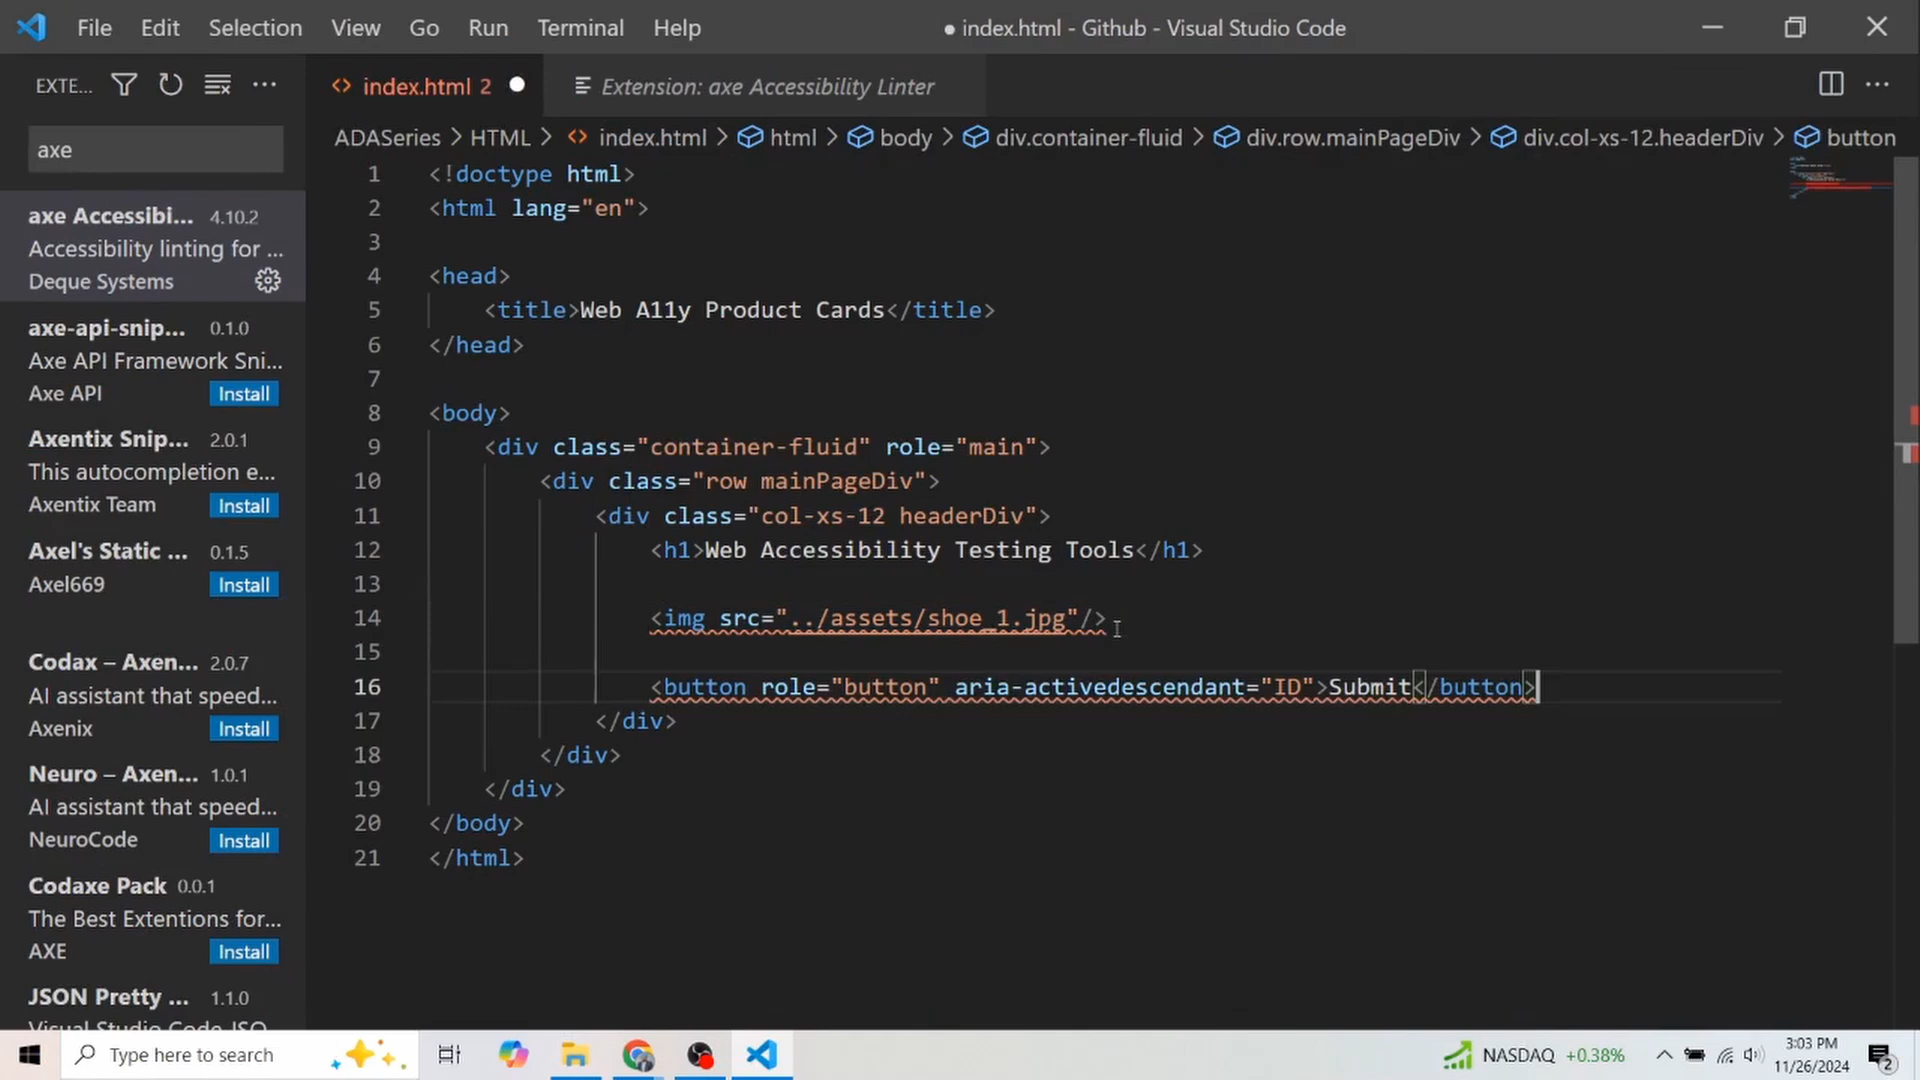 File Edit Selection View Go Run Terminal Help
● index.html - Github - Visual Studio Code
EXTE...
axe
axe Accessibi... 4.10.2
Accessibility linting for ...
Deque Systems
axe-api-snip... 0.1.0
Axe API Framework Sni...
Axe API Install
Axentix Snip... 2.0.1
This autocompletion e...
Axentix Team Install
Axel's Static ... 0.1.5
Axel669 Install
Codax – Axen... 2.0.7
AI assistant that speed...
Axenix Install
Neuro – Axen... 1.0.1
AI assistant that speed...
NeuroCode Install
Codaxe Pack 0.0.1
The Best Extentions for...
AXE Install
JSON Pretty ... 1.1.0
Visual Studio Code JSO
<> index.html 2 ●
Extension: axe Accessibility Linter
ADASeries > HTML > <> index.html > html > body > div.container-fluid > div.row.mainPageDiv > div.col-xs-12.headerDiv > button
1 <!doctype html>
2 <html lang="en">
3
4 <head>
5 <title>Web A11y Product Cards</title>
6 </head>
7
8 <body>
9 <div class="container-fluid" role="main">
10 <div class="row mainPageDiv">
11 <div class="col-xs-12 headerDiv">
12 <h1>Web Accessibility Testing Tools</h1>
13
14 <img src="../assets/shoe_1.jpg"/>
15
16 <button role="button" aria-activedescendant="ID">Submit</button>
17 </div>
18 </div>
19 </div>
20 </body>
21 </html>
Type here to search
NASDAQ +0.38%
3:03 PM
11/26/2024
2